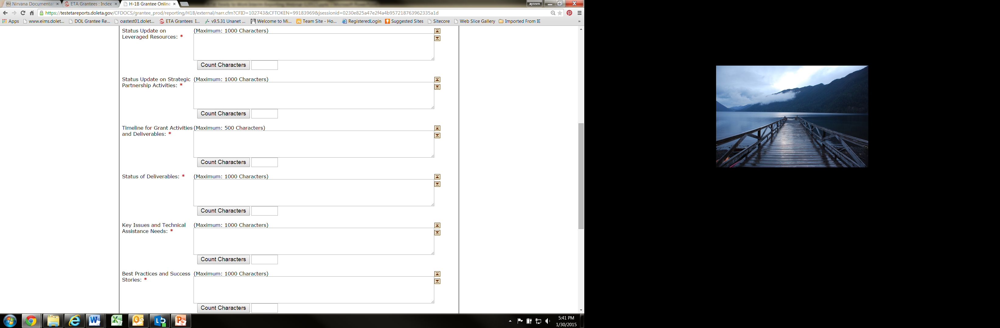 Nirvana Documentar
ETA Grantees : Index
H-1B Grantee Online
ayreen
https://testetareports.doleta.gov/CFDOCS/grantee_prod/reporting/H1B/external/narr.cfm?CFID=102743&CFTOKEN=99183969&jsessionid=0230e825a47e2f4a4b957218763962335a1d
Apps www.eims.dolet... DOL Grantee Re... oastest01.dolet... ETA Grantees I... v9.5.31 Unanet ... Welcome to Mi... Team Site - Ho... RegisteredLogin Suggested Sites Sitecore Web Slice Gallery Imported From IE »
Status Update on
Leveraged Resources: *
(Maximum: 1000 Characters)
Count Characters
Status Update on Strategic
Partnership Activities: *
(Maximum: 1000 Characters)
Count Characters
Timeline for Grant Activities
and Deliverables: *
(Maximum: 500 Characters)
Count Characters
Status of Deliverables: *
(Maximum: 1000 Characters)
Count Characters
Key Issues and Technical
Assistance Needs: *
(Maximum: 1000 Characters)
Count Characters
Best Practices and Success
Stories: *
(Maximum: 1000 Characters)
Count Characters
5:41 PM
1/30/2015